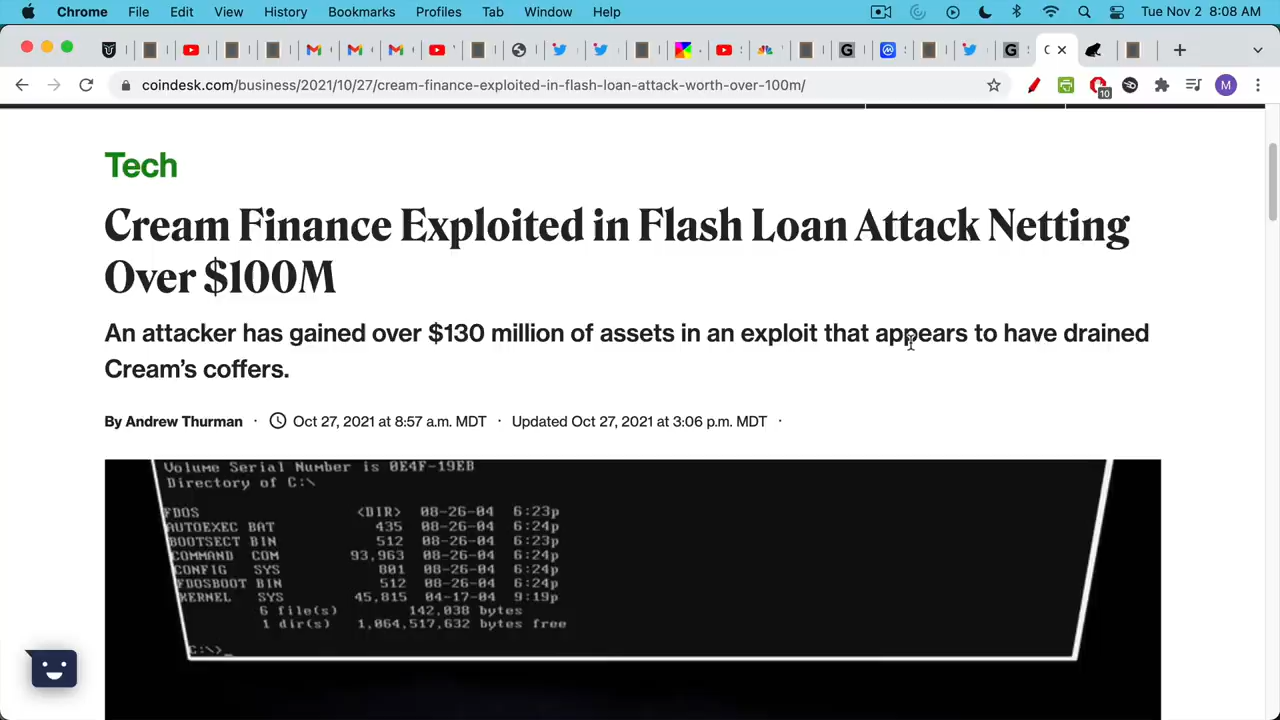 Chrome File Edit View History Bookmarks Profiles Tab Window Help Tue Nov 2 8:08 AM
coindesk.com/business/2021/10/27/cream-finance-exploited-in-flash-loan-attack-worth-over-100m/
10
M
Tech
Cream Finance Exploited in Flash Loan Attack Netting
Over $100M
An attacker has gained over $130 million of assets in an exploit that appears to have drained
Cream’s coffers.
By Andrew Thurman · Oct 27, 2021 at 8:57 a.m. MDT · Updated Oct 27, 2021 at 3:06 p.m. MDT ·
Volume Serial Number is 0E4F-19EB
Directory of C:\
FDOS <DIR> 08-26-04 6:23p
AUTOEXEC BAT 435 08-26-04 6:24p
BOOTSECT BIN 512 08-26-04 6:23p
COMMAND COM 93,963 08-26-04 6:24p
CONFIG SYS 801 08-26-04 6:24p
FDOSBOOT BIN 512 08-26-04 6:24p
KERNEL SYS 45,815 04-17-04 9:19p
6 file(s) 142,038 bytes
1 dir(s) 1,064,517,632 bytes free
C:\>_